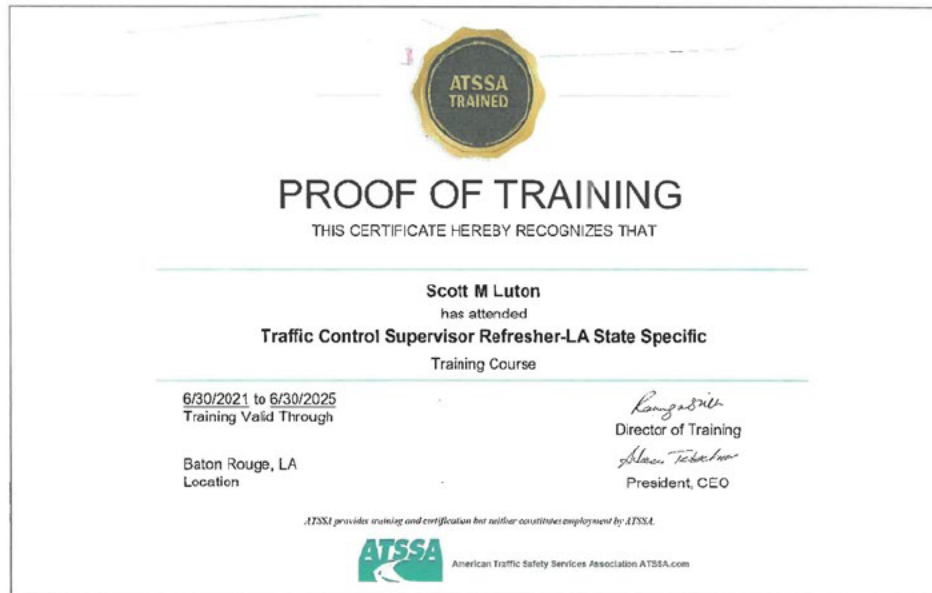 ATSSA
TRAINED
PROOF OF TRAINING
THIS CERTIFICATE HEREBY RECOGNIZES THAT
Scott M Luton
has attended
Traffic Control Supervisor Refresher-LA State Specific
Training Course
6/30/2021 to 6/30/2025
Training Valid Through
Director of Training
Baton Rouge, LA
Location
President, CEO
ATSSA provides training and certification but neither constitutes employment by ATSSA.
ATSSA
American Traffic Safety Services Association ATSSA.com